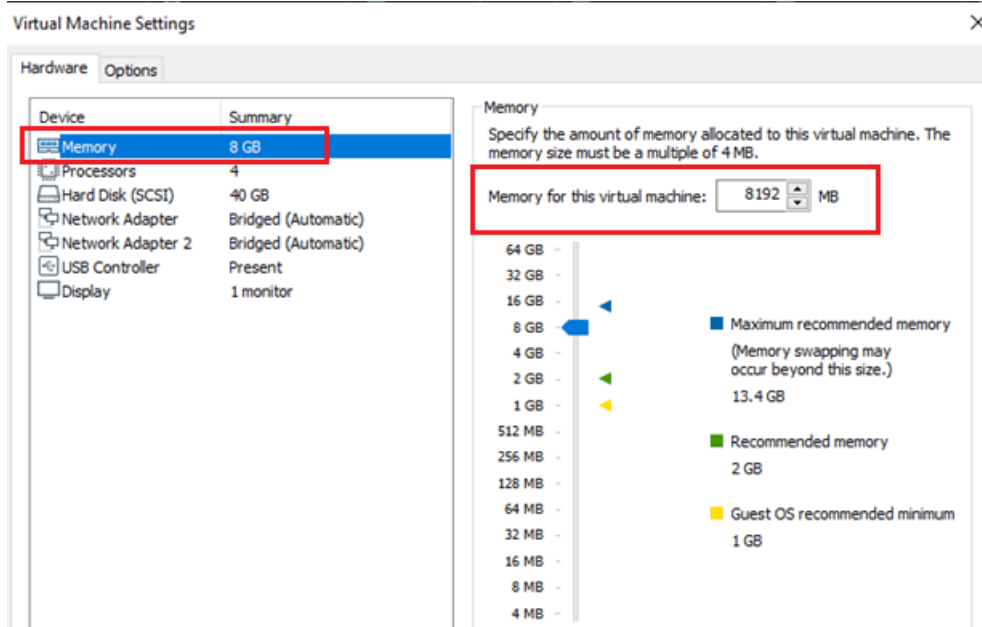 Virtual Machine Settings
Hardware Options
Device Summary
Memory 8 GB
Processors 4
Hard Disk (SCSI) 40 GB
Network Adapter Bridged (Automatic)
Network Adapter 2 Bridged (Automatic)
USB Controller Present
Display 1 monitor
Memory
Specify the amount of memory allocated to this virtual machine. The
memory size must be a multiple of 4 MB.
Memory for this virtual machine: 8192 MB
64 GB
32 GB
16 GB
8 GB
4 GB
2 GB
1 GB
512 MB
256 MB
128 MB
64 MB
32 MB
16 MB
8 MB
4 MB
Maximum recommended memory
(Memory swapping may
occur beyond this size.)
13.4 GB
Recommended memory
2 GB
Guest OS recommended minimum
1 GB